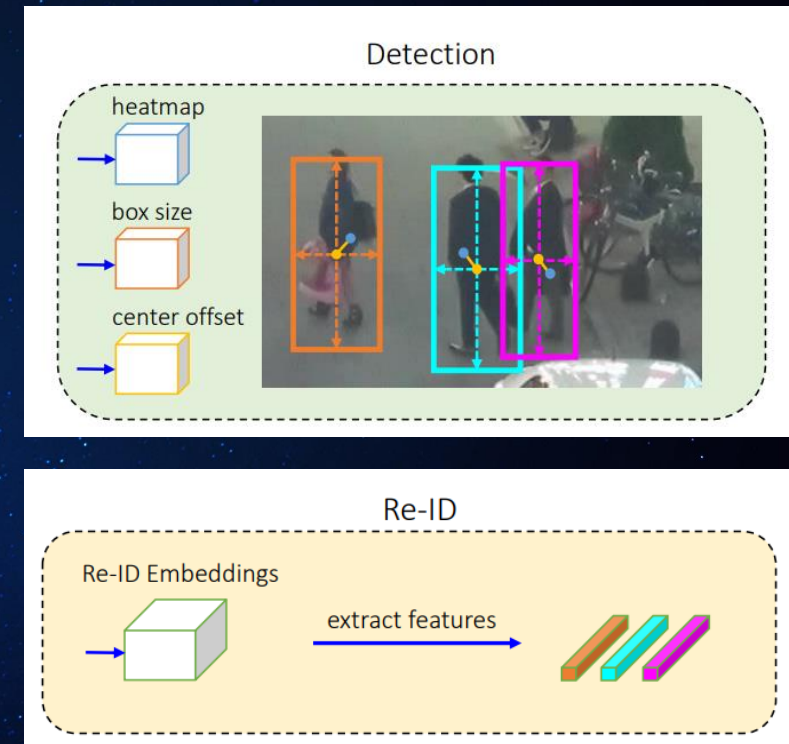 Detection
heatmap
box size
center offset
Re-ID
Re-ID Embeddings
extract features